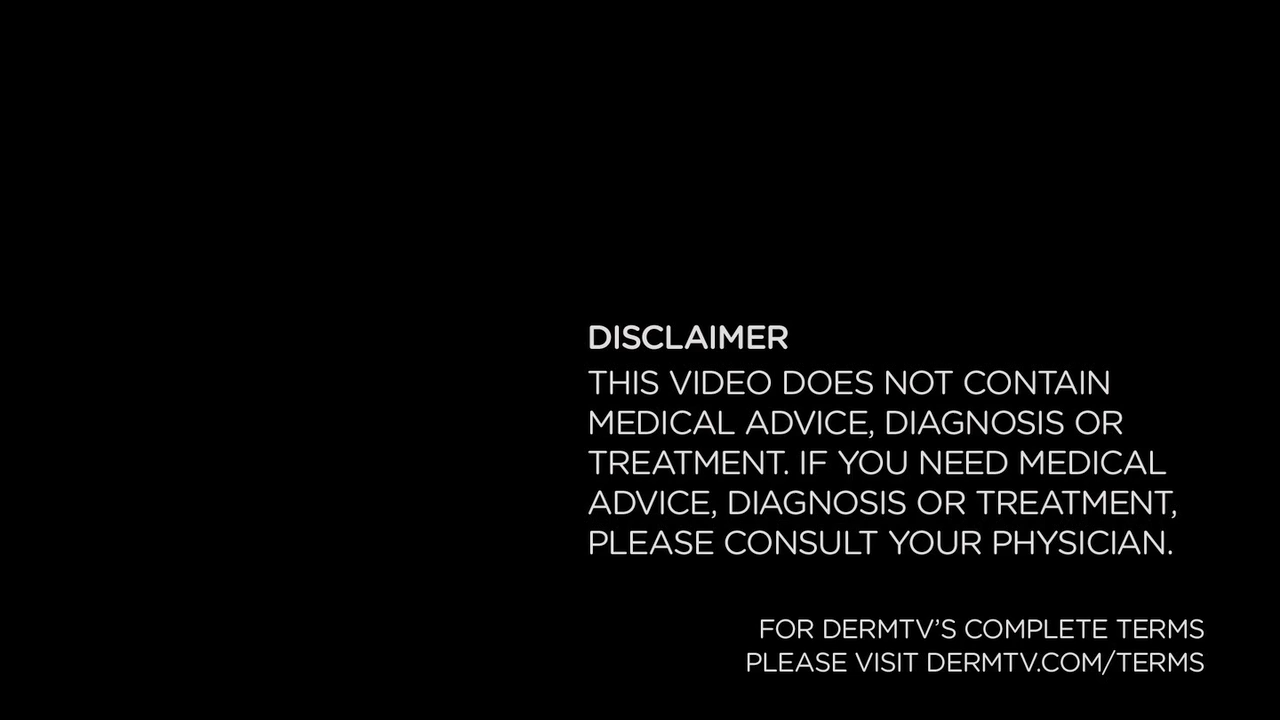 DISCLAIMER
THIS VIDEO DOES NOT CONTAIN
MEDICAL ADVICE, DIAGNOSIS OR
TREATMENT. IF YOU NEED MEDICAL
ADVICE, DIAGNOSIS OR TREATMENT,
PLEASE CONSULT YOUR PHYSICIAN.
FOR DERMTV’S COMPLETE TERMS
PLEASE VISIT DERMTV.COM/TERMS